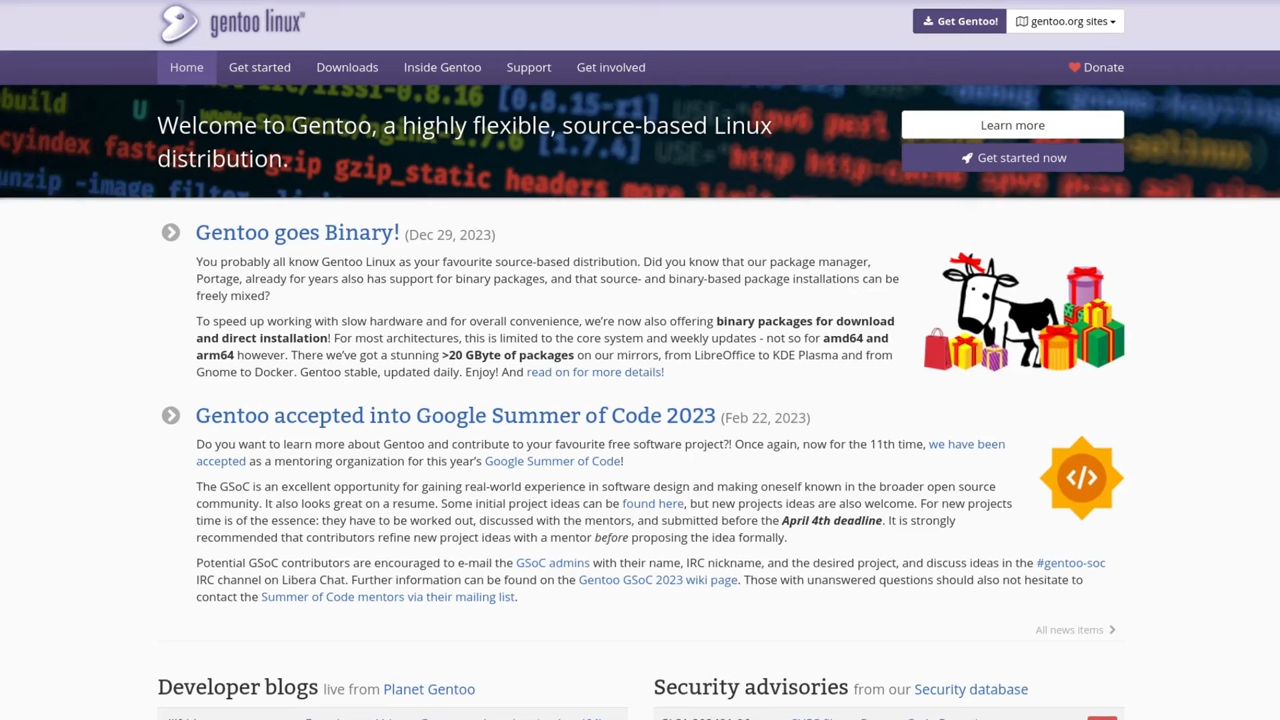 gentoo linux
Get Gentoo!
gentoo.org sites
Home
Get started
Downloads
Inside Gentoo
Support
Get involved
Donate
Welcome to Gentoo, a highly flexible, source-based Linux
distribution.
Learn more
Get started now
Gentoo goes Binary! (Dec 29, 2023)
You probably all know Gentoo Linux as your favourite source-based distribution. Did you know that our package manager,
Portage, already for years also has support for binary packages, and that source- and binary-based package installations can be
freely mixed?
To speed up working with slow hardware and for overall convenience, we’re now also offering binary packages for download
and direct installation! For most architectures, this is limited to the core system and weekly updates - not so for amd64 and
arm64 however. There we’ve got a stunning >20 GByte of packages on our mirrors, from LibreOffice to KDE Plasma and from
Gnome to Docker. Gentoo stable, updated daily. Enjoy! And read on for more details!
Gentoo accepted into Google Summer of Code 2023 (Feb 22, 2023)
Do you want to learn more about Gentoo and contribute to your favourite free software project?! Once again, now for the 11th time, we have been
accepted as a mentoring organization for this year’s Google Summer of Code!
The GSoC is an excellent opportunity for gaining real-world experience in software design and making oneself known in the broader open source
community. It also looks great on a resume. Some initial project ideas can be found here, but new projects ideas are also welcome. For new projects
time is of the essence: they have to be worked out, discussed with the mentors, and submitted before the April 4th deadline. It is strongly
recommended that contributors refine new project ideas with a mentor before proposing the idea formally.
Potential GSoC contributors are encouraged to e-mail the GSoC admins with their name, IRC nickname, and the desired project, and discuss ideas in the #gentoo-soc
IRC channel on Libera Chat. Further information can be found on the Gentoo GSoC 2023 wiki page. Those with unanswered questions should also not hesitate to
contact the Summer of Code mentors via their mailing list.
All news items
Developer blogs live from Planet Gentoo
Security advisories from our Security database